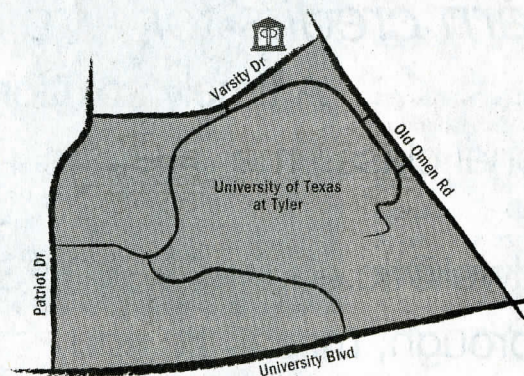 Varsity Dr
Old Omen Rd
University of Texas
at Tyler
Patriot Dr
University Blvd